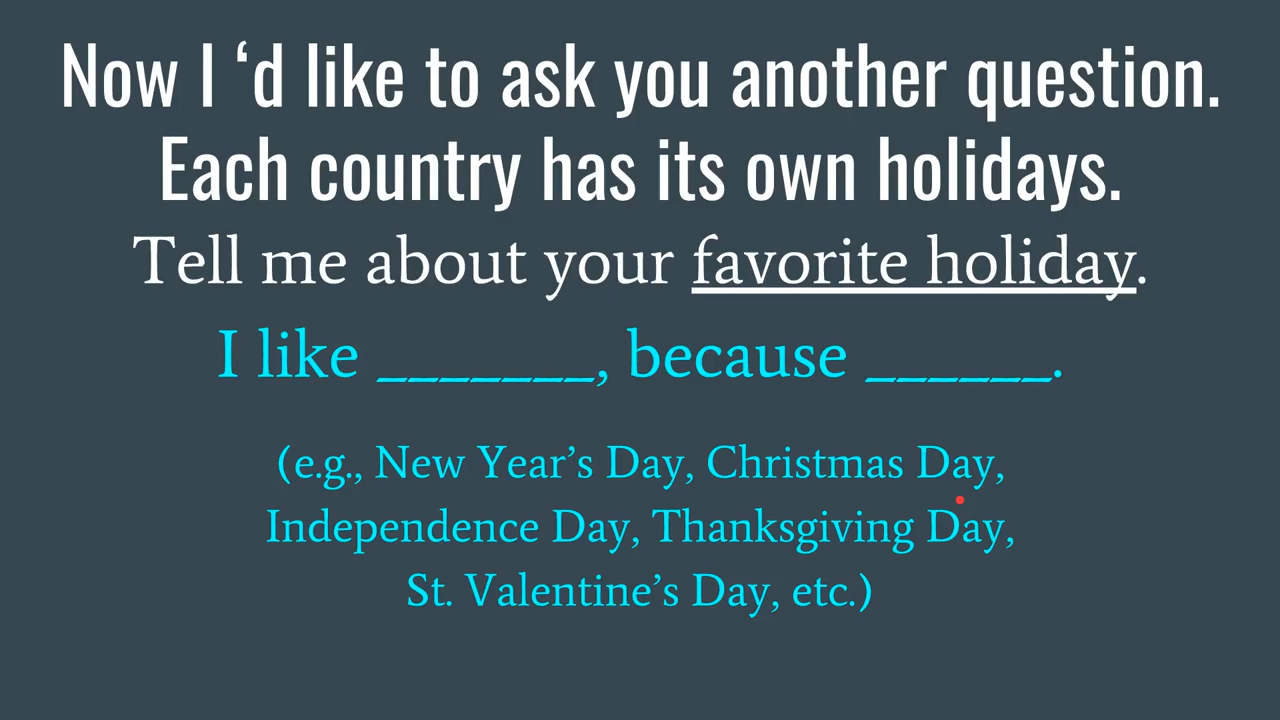 Now I ‘d like to ask you another question.
Each country has its own holidays.
Tell me about your favorite holiday.
I like _______, because ______.
(e.g., New Year’s Day, Christmas Day,
Independence Day, Thanksgiving Day,
St. Valentine’s Day, etc.)